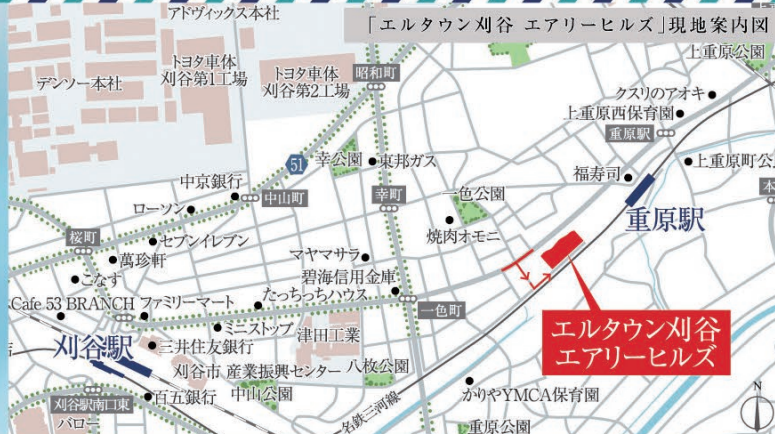 アドヴィックス本社
「エルタウン刈谷 エアリーヒルズ」現地案内図
上重原公園
デンソー本社
トヨタ車体
刈谷第1工場
トヨタ車体
刈谷第2工場
昭和町
クスリのアオキ
上重原西保育園
重原駅
51
幸公園
東邦ガス
福寿司
上重原町公
中京銀行
中山町
幸町
一色公園
本
ローソン
焼肉オモニ
重原駅
桜町
セブンイレブン
萬珍軒
マヤマサラ
こなす
碧海信用金庫
Cafe 53 BRANCH
ファミリーマート
たっちっちハウス
一色町
エルタウン刈谷
エアリーヒルズ
ミニストップ
津田工業
刈谷駅
三井住友銀行
刈谷市 産業振興センター
八枚公園
中山公園
かりやYMCA保育園
刈谷駅南口東
百五銀行
名鉄三河線
バロー
重原公園
N